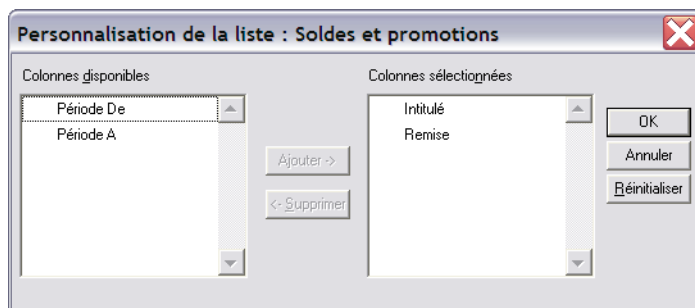 Personnalisation de la liste : Soldes et promotions
Colonnes disponibles
Colonnes sélectionnées
Période De
Période A
Intitulé
Remise
Ajouter ->
<- Supprimer
OK
Annuler
Réinitialiser